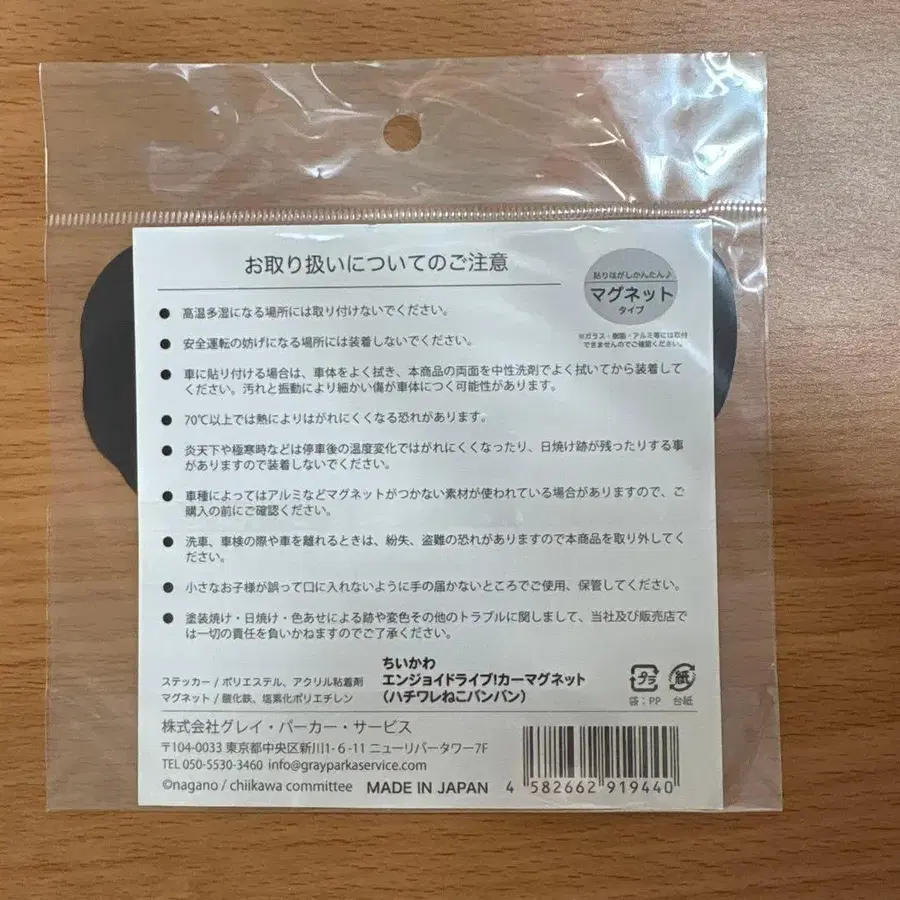 お取り扱いについてのご注意
貼りはがしかんたん♪
マグネット
タイプ
※ガラス・樹脂・アルミ等には取付
できませんのでご確認ください。
● 高温多湿になる場所には取り付けないでください。
● 安全運転の妨げになる場所には装着しないでください。
● 車に貼り付ける場合は、車体をよく拭き、本商品の両面を中性洗剤でよく拭いてから装着して
ください。汚れと振動により細かい傷が車体につく可能性があります。
● 70℃以上では熱によりはがれにくくなる恐れがあります。
● 炎天下や極寒時などは停車後の温度変化ではがれにくくなったり、日焼け跡が残ったりする事
がありますので装着しないでください。
● 車種によってはアルミなどマグネットがつかない素材が使われている場合がありますので、ご
購入の前にご確認ください。
● 洗車、車検の際や車を離れるときは、紛失、盗難の恐れがありますので本商品を取り外してく
ださい。
● 小さなお子様が誤って口に入れないように手の届かないところでご使用、保管してください。
● 塗装焼け・日焼け・色あせによる跡や変色その他のトラブルに関しまして、当社及び販売店で
は一切の責任を負いかねますのでご了承ください。
ステッカー / ポリエステル、アクリル粘着剤
マグネット / 酸化鉄、塩素化ポリエチレン
ちいかわ
エンジョイドライブ!カーマグネット
（ハチワレねこバンバン）
プラ
紙
袋：PP 台紙
株式会社グレイ・パーカー・サービス
〒104-0033 東京都中央区新川1-6-11 ニューリバータワー7F
TEL 050-5530-3460 info@grayparkaservice.com
©nagano / chiikawa committee MADE IN JAPAN
4 582662 919440